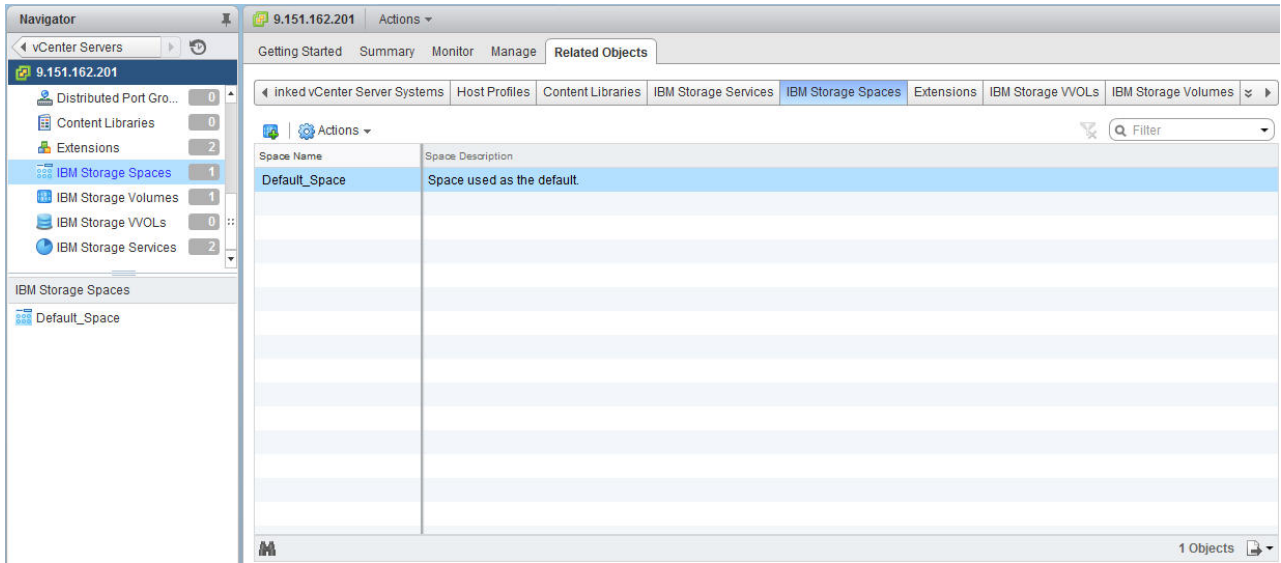 Navigator
vCenter Servers
9.151.162.201
Distributed Port Gro... 0
Content Libraries 0
Extensions 2
IBM Storage Spaces 1
IBM Storage Volumes 1
IBM Storage VVOLs 0
IBM Storage Services 2
IBM Storage Spaces
Default_Space
9.151.162.201 Actions
Getting Started Summary Monitor Manage Related Objects
inked vCenter Server Systems Host Profiles Content Libraries IBM Storage Services IBM Storage Spaces Extensions IBM Storage VVOLs IBM Storage Volumes
Actions Filter
Space Name Space Description
Default_Space Space used as the default.
1 Objects